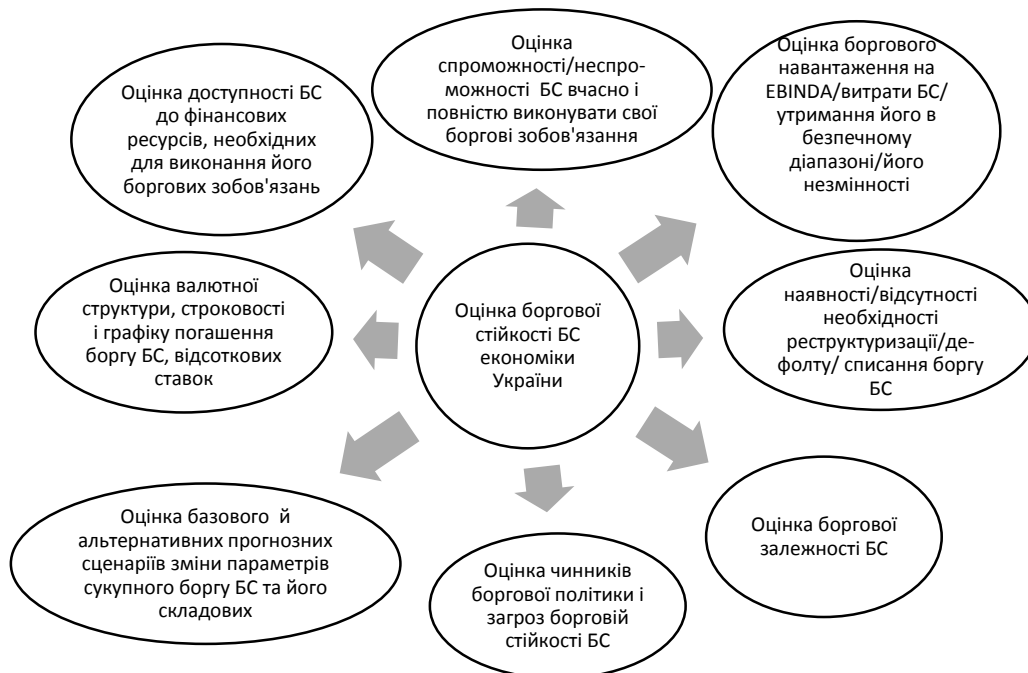 Оцінка
спроможності/неспро-
можності БС вчасно і
повністю виконувати свої
боргові зобов'язання
Оцінка боргового
навантаження на
EBINDA/витрати БС/
утримання його в
безпечному
діапазоні/його
незмінності
Оцінка доступності БС
до фінансових
ресурсів, необхідних
для виконання його
боргових зобов'язань
Оцінка валютної
структури, строковості
і графіку погашення
боргу БС, відсоткових
ставок
Оцінка боргової
стійкості БС
економіки
України
Оцінка
наявності/відсутності
необхідності
реструктуризації/де-
фолту/ списання боргу
БС
Оцінка базового й
альтернативних прогнозних
сценаріїв зміни параметрів
сукупного боргу БС та його
складових
Оцінка чинників
боргової політики і
загроз борговій
стійкості БС
Оцінка боргової
залежності БС